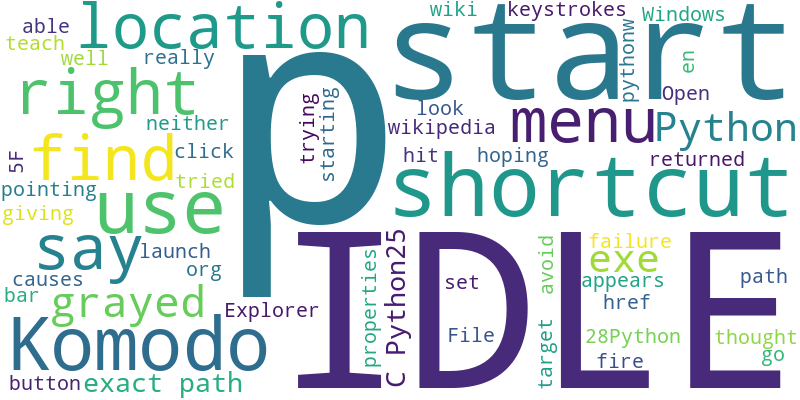 able
teach
location
wiki
keystrokes
Windows
start
well
really
right
p
look
pythonw
en
Open
neither
trying
starting
wikipedia
menu
Python
find
click
hit
hoping
returned
5F
pointing
tried
giving
use
shortcut
say
launch
org
causes
bar
grayed
Explorer
IDLE
properties
C Python25
set
File
avoid
target
failure
exe
appears
href
path
28Python
thought
go
fire
Komodo
button
exact path